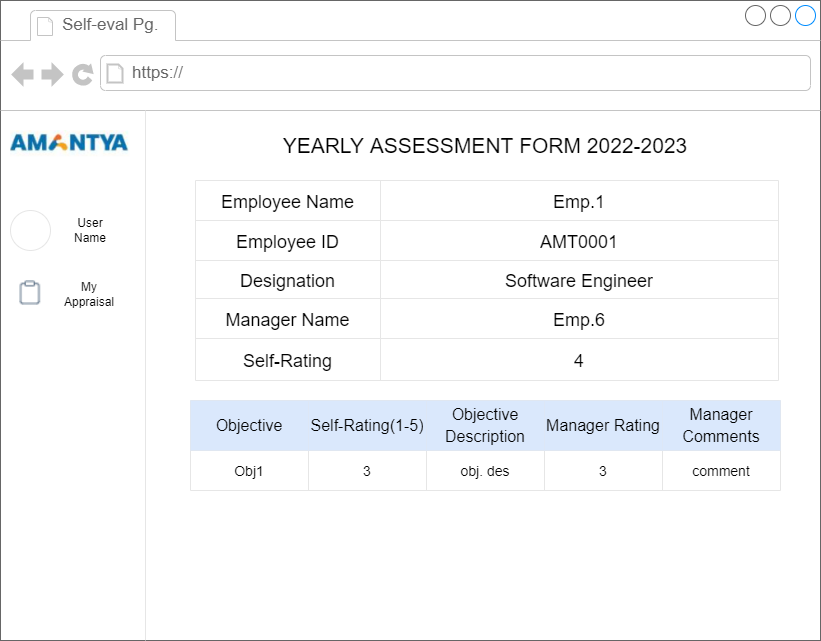 Self-eval Pg.
https://
AMANTYA
YEARLY ASSESSMENT FORM 2022-2023
User
Name
My
Appraisal
Employee Name Emp.1
Employee ID AMT0001
Designation Software Engineer
Manager Name Emp.6
Self-Rating 4
Objective Self-Rating(1-5) Objective Description Manager Rating Manager Comments
Obj1 3 obj. des 3 comment